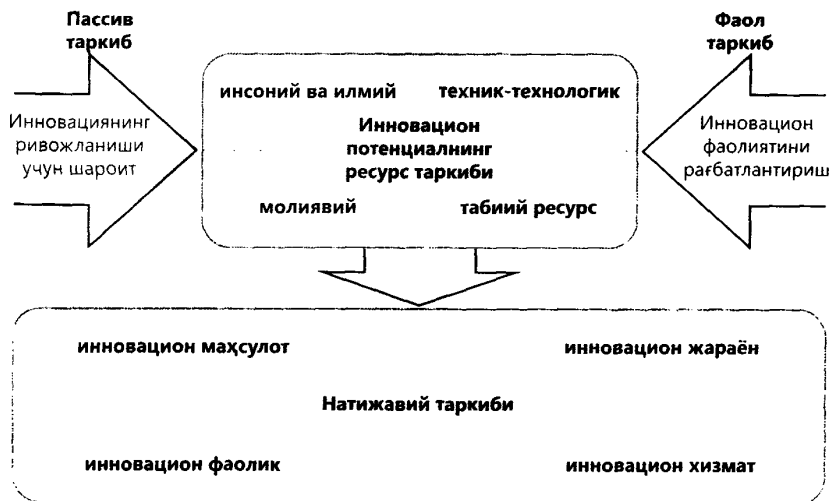 Пассив
таркиб
Фаол
таркиб
инсоний ва илмий
техник-технологик
Инновациянинг
ривожланиши
учун шароит
Инновацион
потенциалнинг
ресурс таркиби
Инновацион
фаолиятини
рағбатлантириш
молиявий
табиий ресурс
инновацион маҳсулот
инновацион жараён
Натижавий таркиби
инновацион фаолик
инновацион хизмат